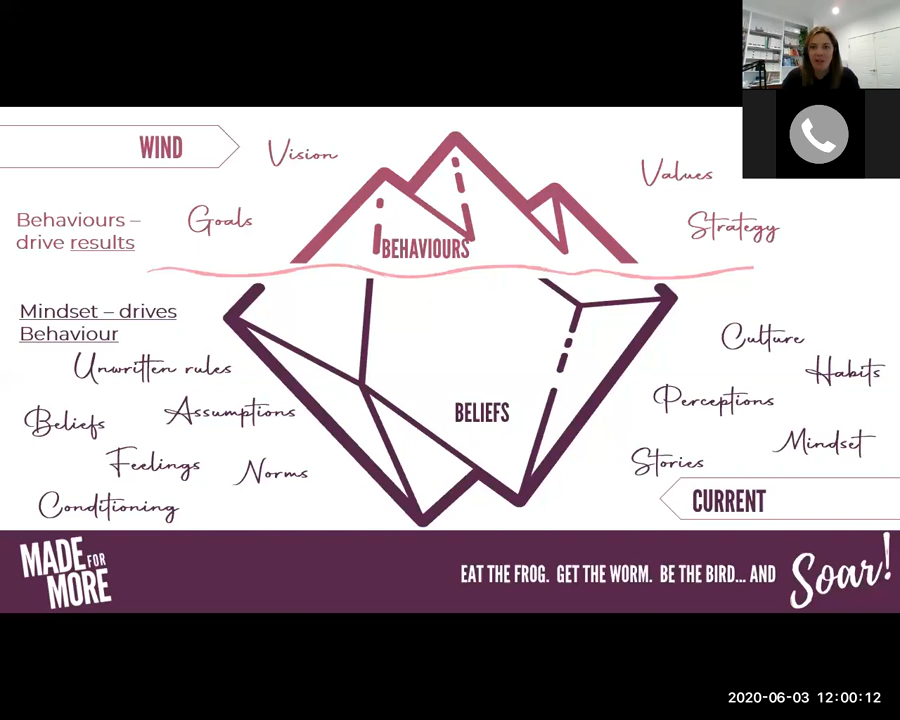 WIND
Vision
Values
Goals
Strategy
Behaviours –
drive results
BEHAVIOURS
Mindset – drives
Behaviour
Unwritten rules
Culture
Habits
Beliefs
Assumptions
BELIEFS
Perceptions
Feelings
Norms
Stories
Mindset
Conditioning
CURRENT
MADE FOR
MORE
EAT THE FROG. GET THE WORM. BE THE BIRD... AND Soar!
2020-06-03 12:00:12